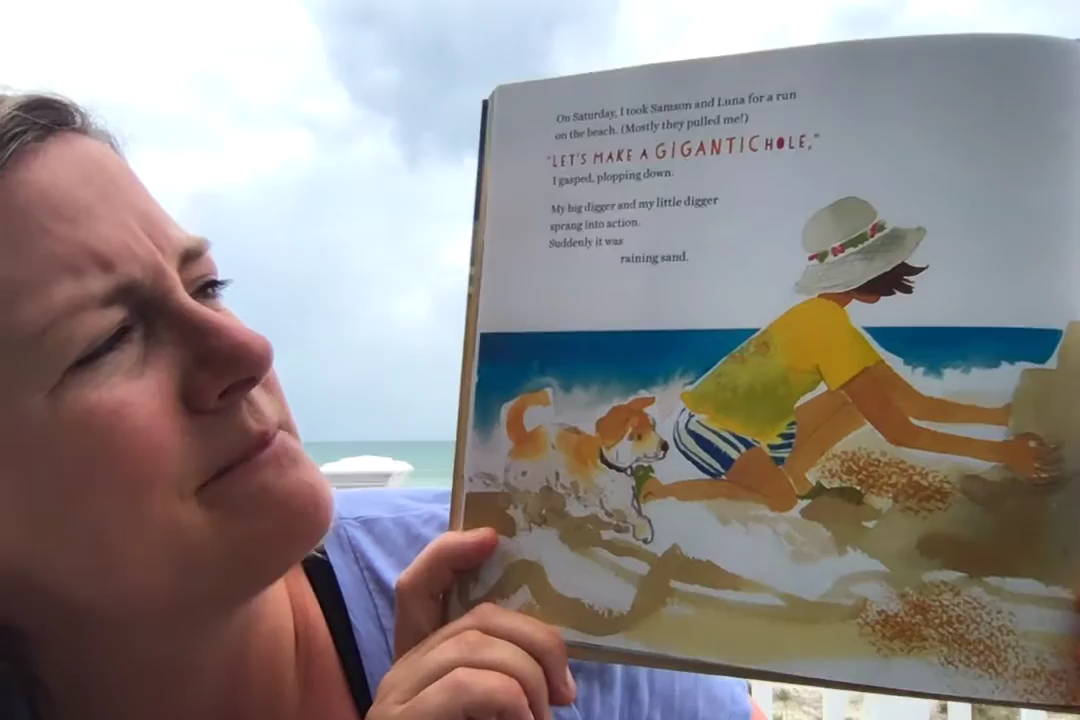 On Saturday, I took Samson and Luna for a run
on the beach. (Mostly they pulled me!)
"LET'S MAKE A GIGANTIC HOLE,"
I gasped, plopping down.
My big digger and my little digger
sprang into action.
Suddenly it was
raining sand.